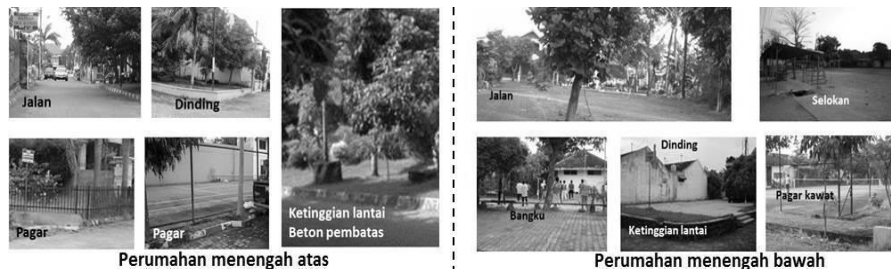 Jalan
Dinding
Pagar
Pagar
Ketinggian lantai
Beton pembatas
Perumahan menengah atas
Jalan
Selokan
Bangku
Dinding
Ketinggian lantai
Pagar kawat
Perumahan menengah bawah